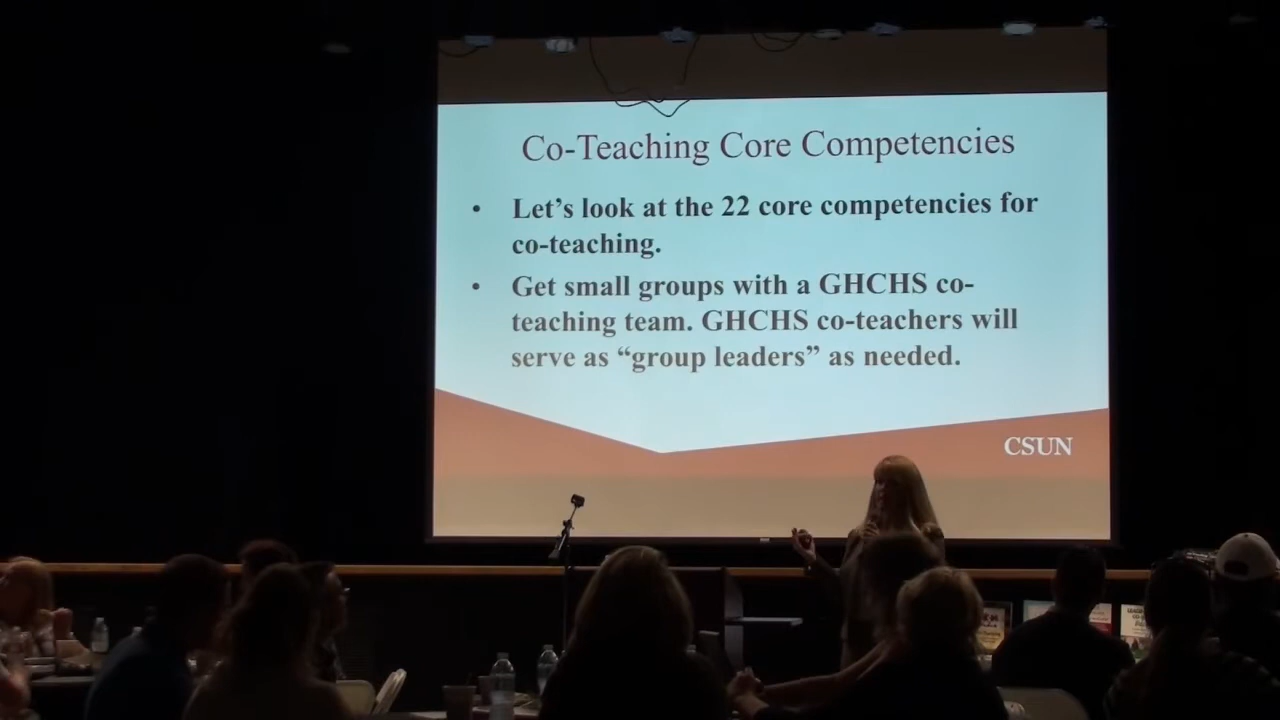 Co-Teaching Core Competencies
• Let's look at the 22 core competencies for
co-teaching.
• Get small groups with a GHCHS co-
teaching team. GHCHS co-teachers will
serve as “group leaders” as needed.
CSUN